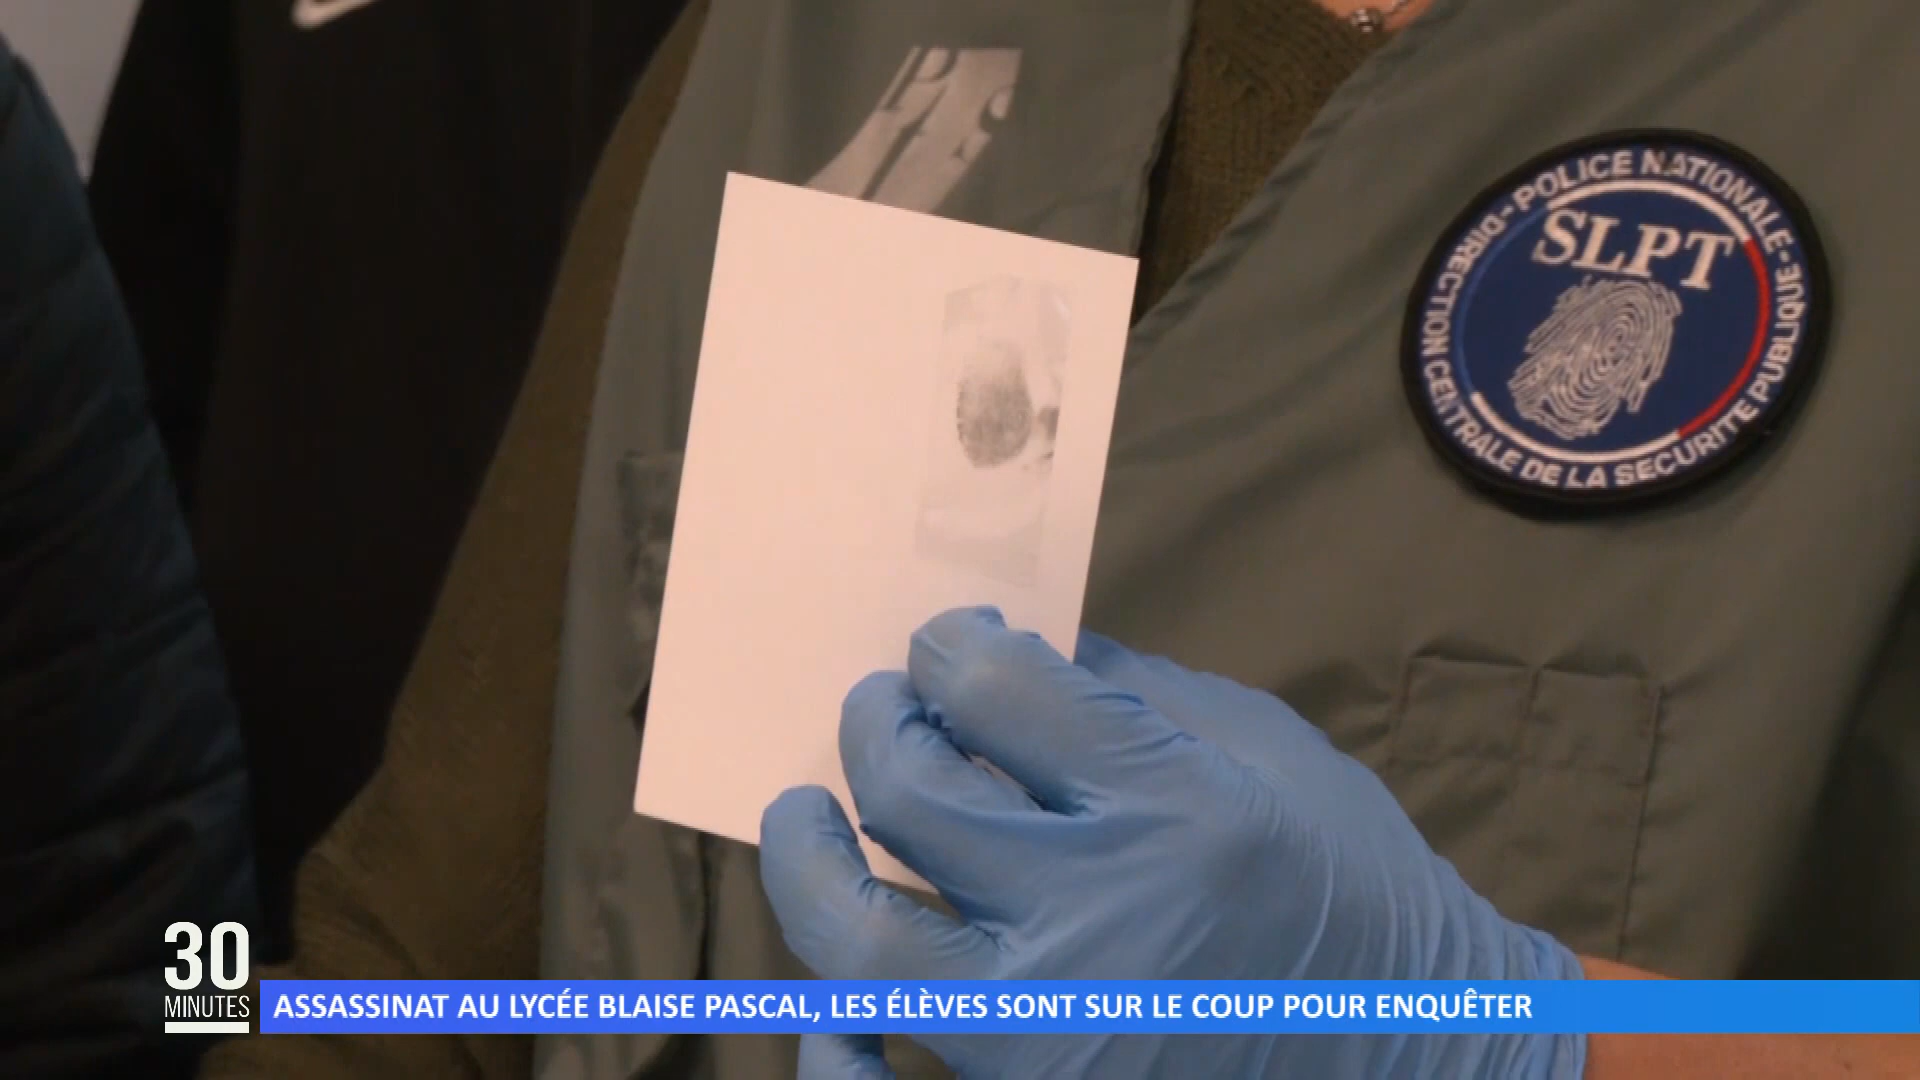 P
S
DIRECTION CENTRALE DE LA SECURITE PUBLIQUE - POLICE NATIONALE -
SLPT
30
MINUTES
ASSASSINAT AU LYCÉE BLAISE PASCAL, LES ÉLÈVES SONT SUR LE COUP POUR ENQUÊTER